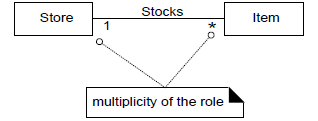 Store
Stocks
Item
1
*
multiplicity of the role